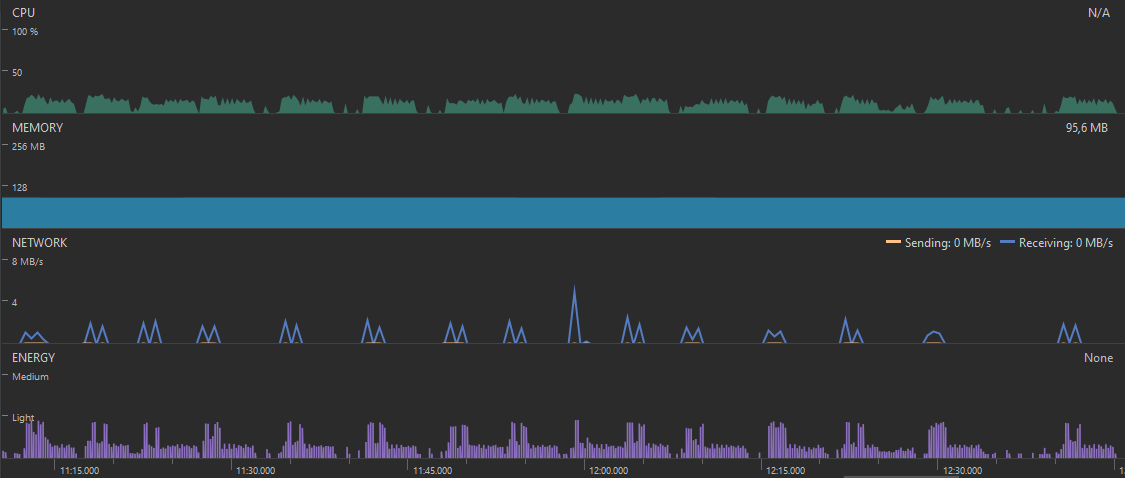 CPU N/A
100 %
50
MEMORY 95,6 MB
256 MB
128
NETWORK Sending: 0 MB/s Receiving: 0 MB/s
8 MB/s
4
ENERGY None
Medium
Light
11:15.000 11:30.000 11:45.000 12:00.000 12:15.000 12:30.000